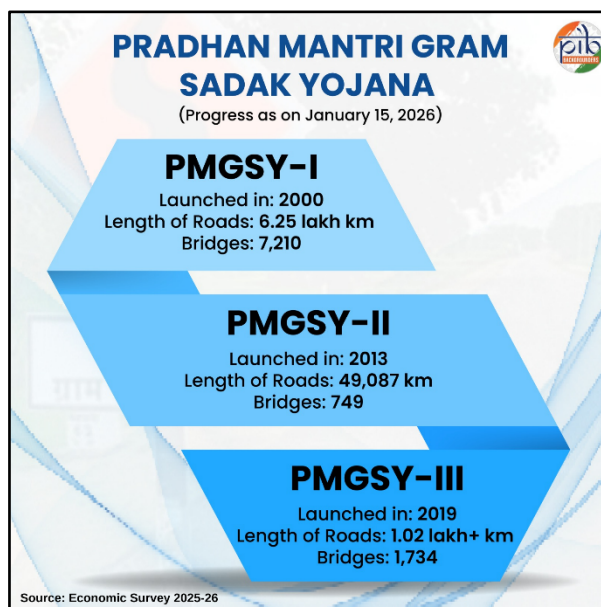 PRADHAN MANTRI GRAM
SADAK YOJANA
(Progress as on January 15, 2026)
pib
BACKGROUNDERS
PMGSY-I
Launched in: 2000
Length of Roads: 6.25 lakh km
Bridges: 7,210
PMGSY-II
Launched in: 2013
Length of Roads: 49,087 km
Bridges: 749
ग्राम
PMGSY-III
Launched in: 2019
Length of Roads: 1.02 lakh+ km
Bridges: 1,734
Source: Economic Survey 2025-26